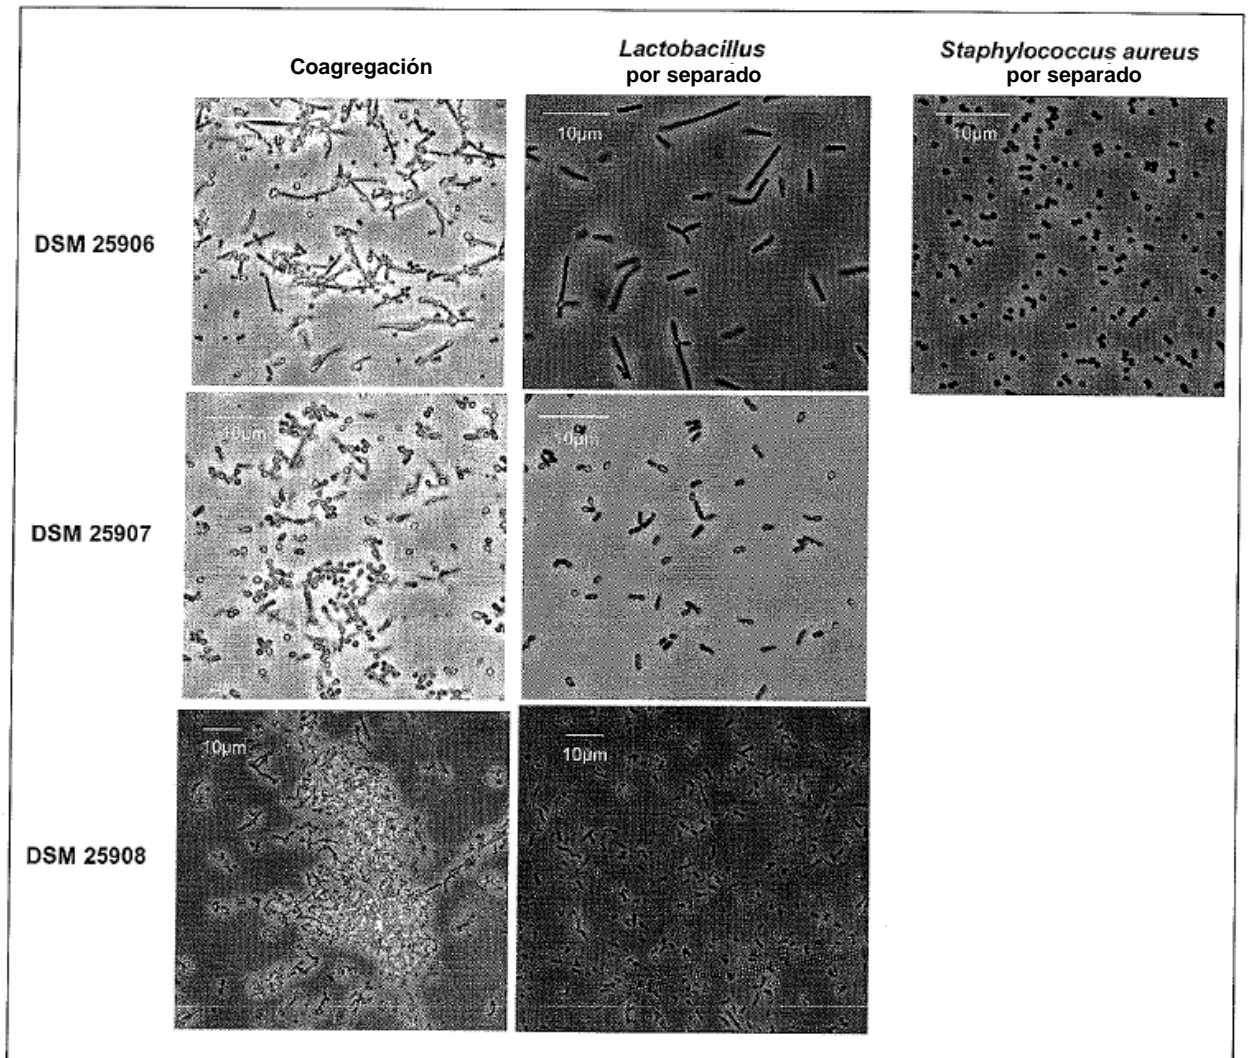 Coagregación
Lactobacillus
por separado
Staphylococcus aureus
por separado
10µm
10µm
DSM 25906
10µm
10µm
DSM 25907
10µm
10µm
DSM 25908